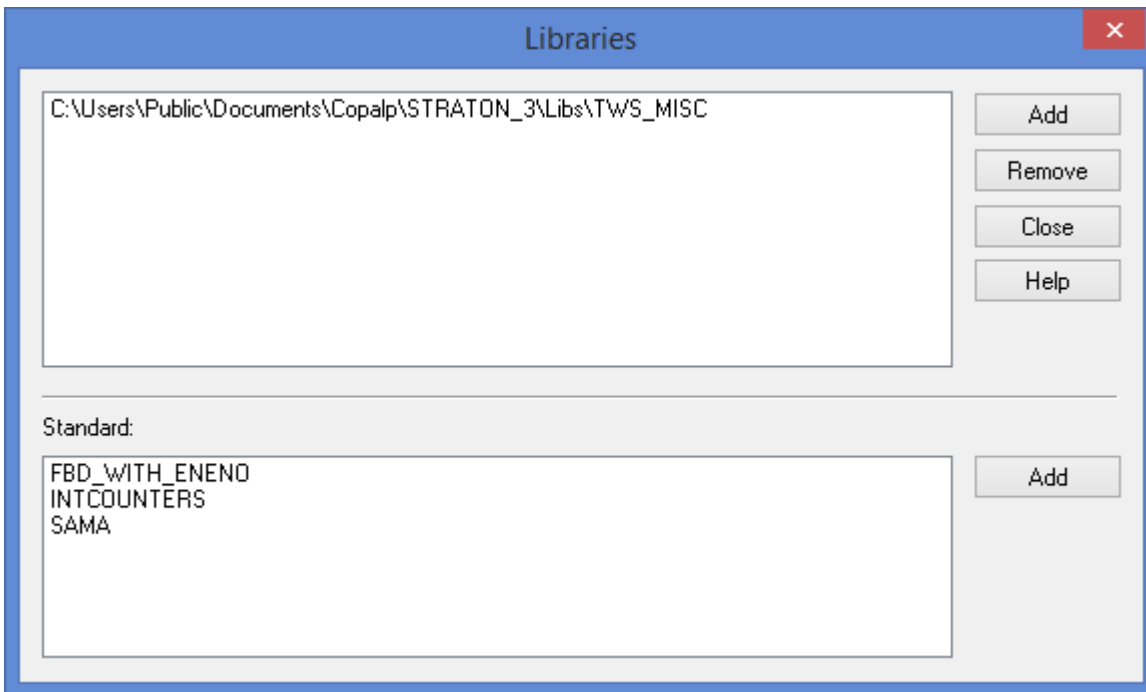 Libraries
C:\Users\Public\Documents\Copalp\STRATON_3\Libs\TWS_MISC
Add
Remove
Close
Help
Standard:
FBD_WITH_ENENO
INTCOUNTERS
SAMA
Add